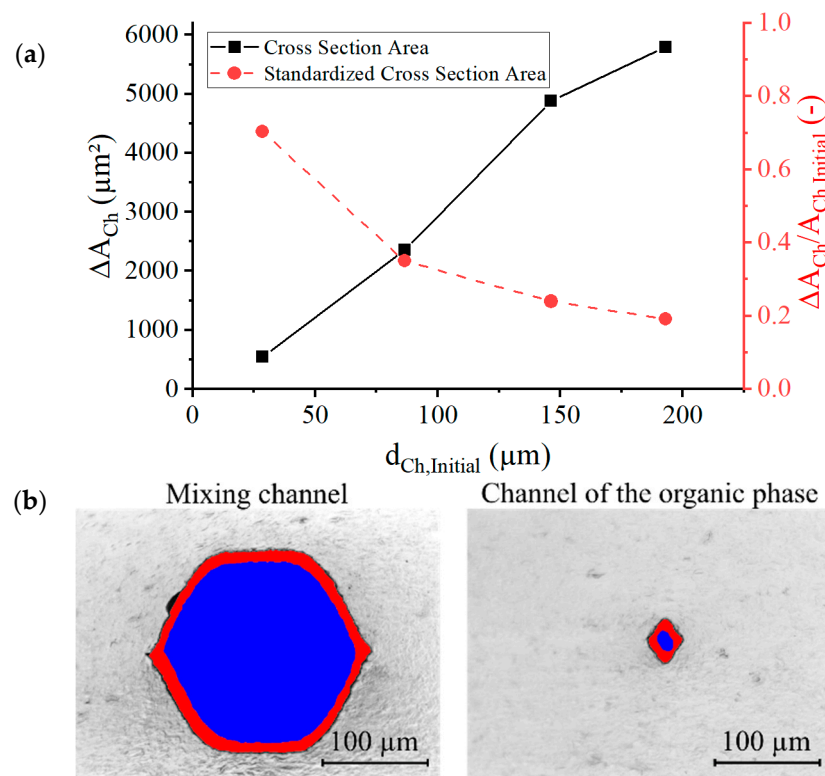 (a)
Cross Section Area
Standardized Cross Section Area
6000
5000
4000
3000
2000
1000
0
ΔA_Ch (µm²)
1.0
0.8
0.6
0.4
0.2
0.0
ΔA_Ch/A_Ch,Initial (-)
0 50 100 150 200
d_Ch,Initial (µm)
(b)
Mixing channel
Channel of the organic phase
100 µm
100 µm